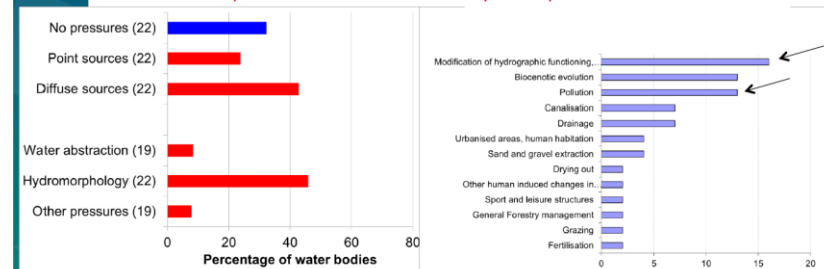 No pressures (22)
Point sources (22)
Diffuse sources (22)
Water abstraction (19)
Hydromorphology (22)
Other pressures (19)
0 20 40 60 80
Percentage of water bodies
Modification of hydrographic functioning,..
Biocenotic evolution
Pollution
Canalisation
Drainage
Urbanised areas, human habitation
Sand and gravel extraction
Drying out
Other human induced changes in..
Sport and leisure structures
General Forestry management
Grazing
Fertilisation
0 5 10 15 20